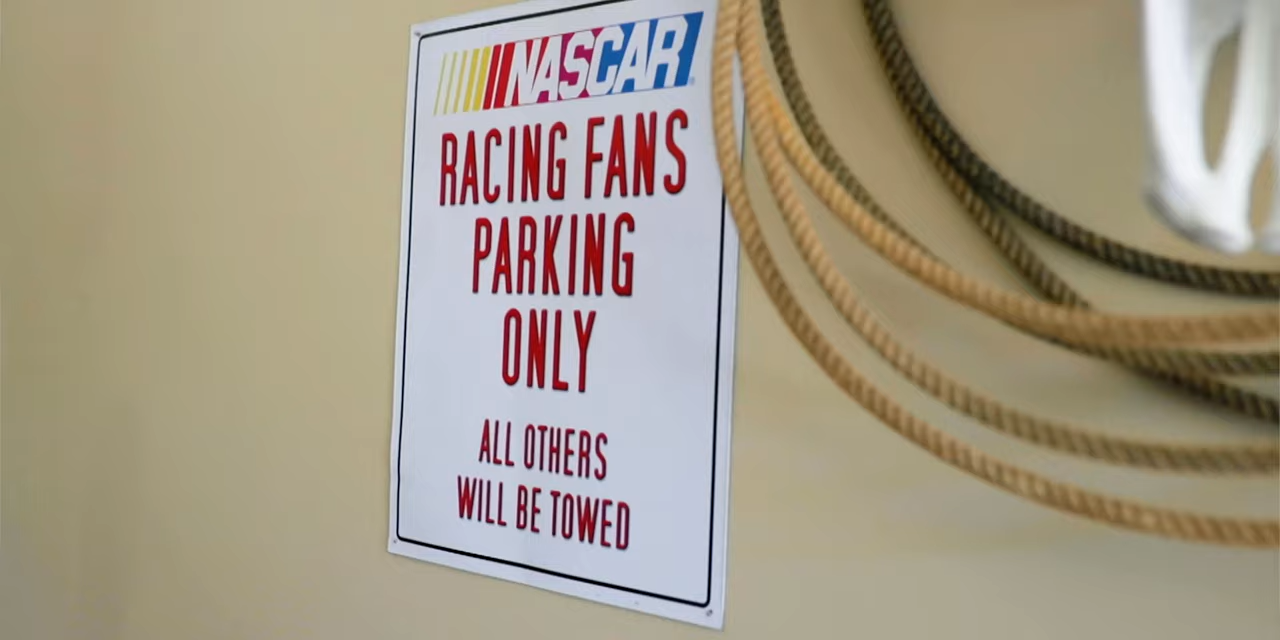 NASCAR
RACING FANS
PARKING
ONLY
ALL OTHERS
WILL BE TOWED